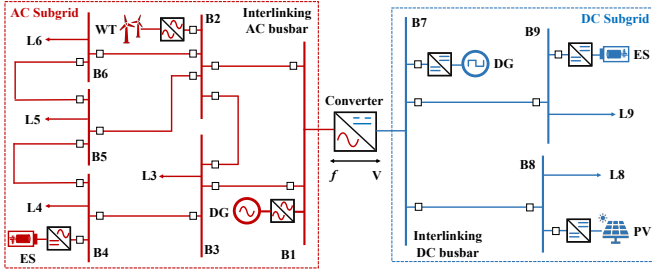 AC Subgrid
Interlinking
AC busbar
DC Subgrid
L6
WT
B2
B7
B9
B6
DG
ES
Converter
L5
L9
B5
L3
f
V
B8
L8
L4
DG
ES
B4
B3
B1
Interlinking
DC busbar
PV